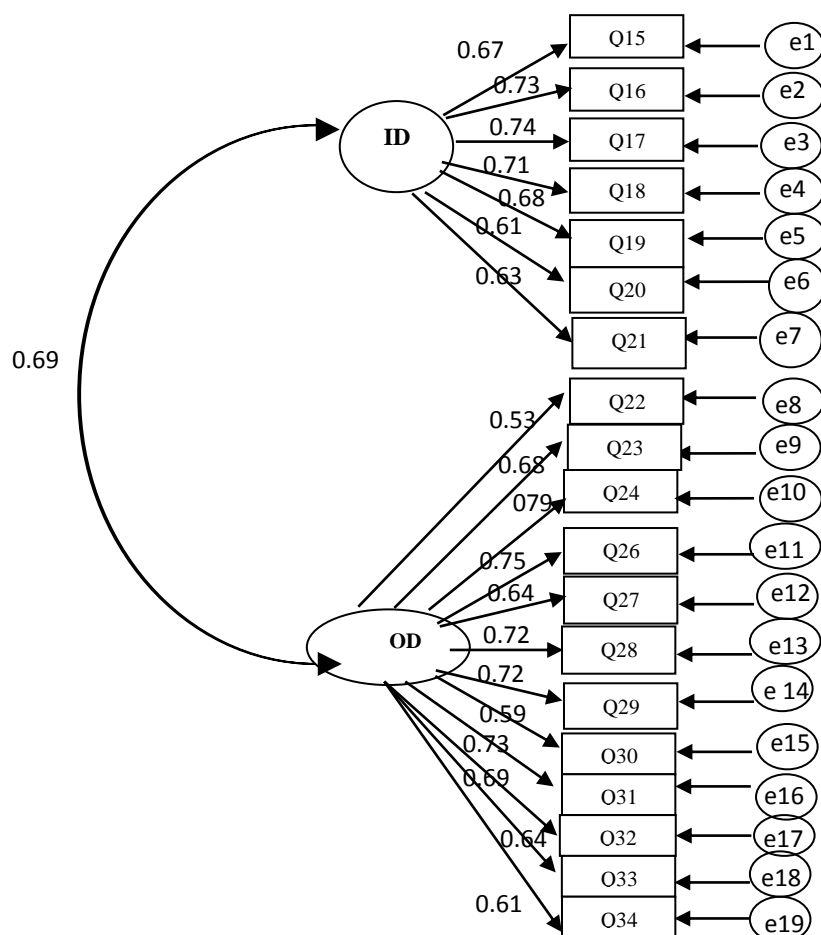 0.67 Q15 e1
0.73 Q16 e2
ID 0.74 Q17 e3
0.71 Q18 e4
0.68 Q19 e5
0.61 Q20 e6
0.63 Q21 e7
0.69
0.53 Q22 e8
0.68 Q23 e9
079 Q24 e10
0.75 Q26 e11
0.64 Q27 e12
OD 0.72 Q28 e13
0.72 Q29 e 14
0.59 O30 e15
0.73 O31 e16
0.69 O32 e17
0.64 O33 e18
0.61 O34 e19